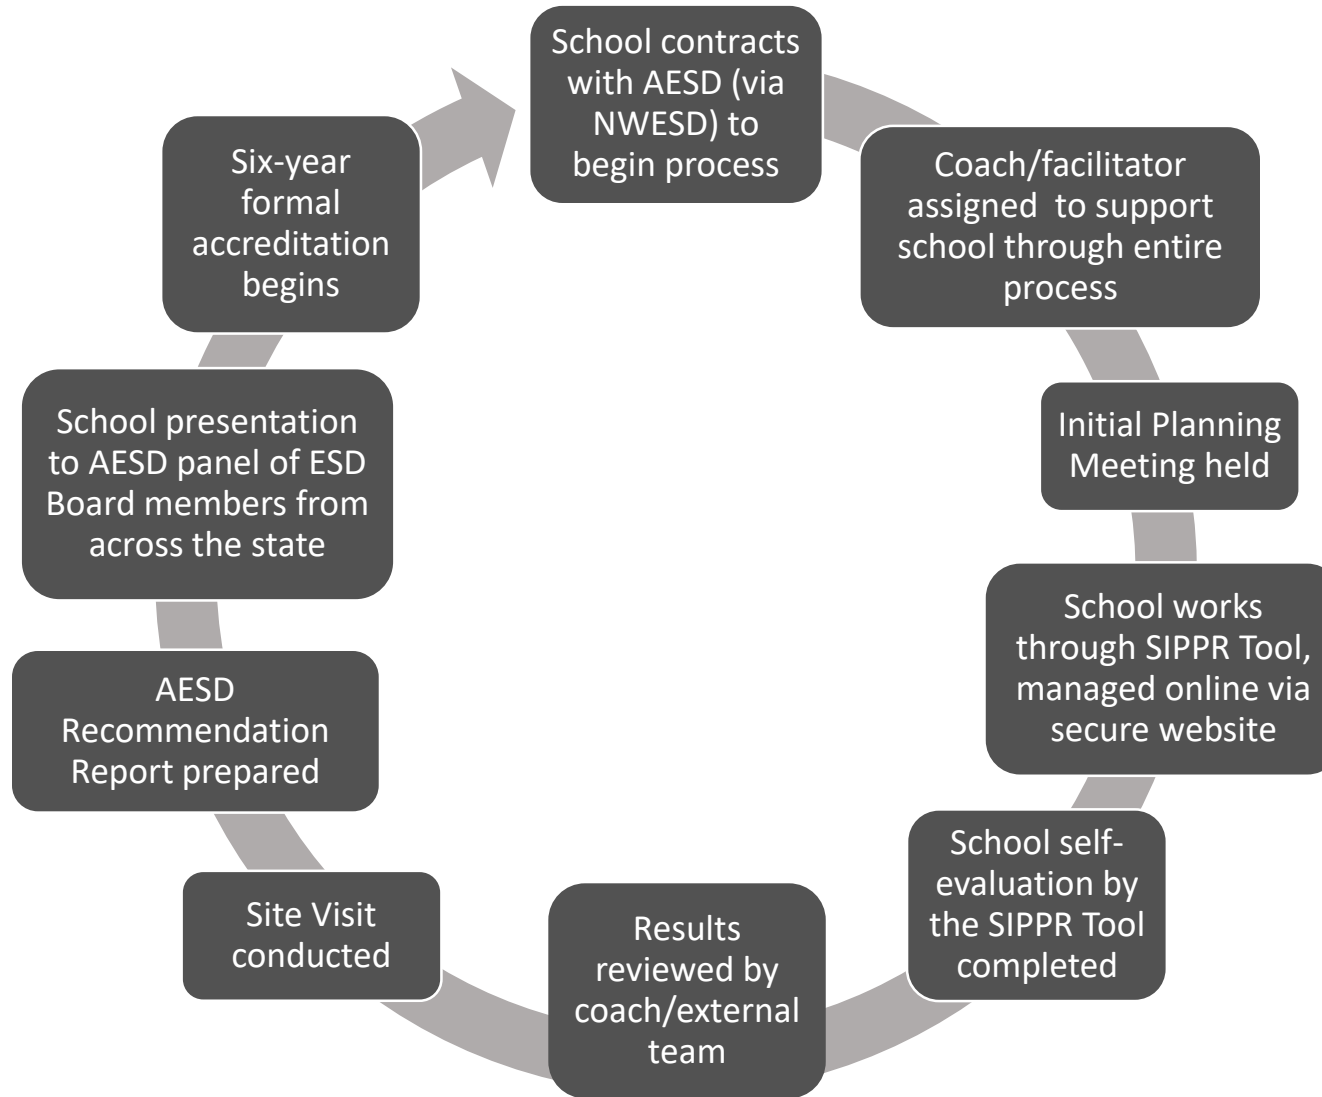 School contracts
with AESD (via
NWESD) to
begin process
Coach/facilitator
assigned  to support
school through entire
process
Initial Planning
Meeting held
School works
through SIPPR Tool,
managed online via
secure website
School self-
evaluation by
the SIPPR Tool
completed
Results
reviewed by
coach/external
team
Site Visit
conducted
AESD
Recommendation
Report prepared
School presentation
to AESD panel of ESD
Board members from
across the state
Six-year
formal
accreditation
begins